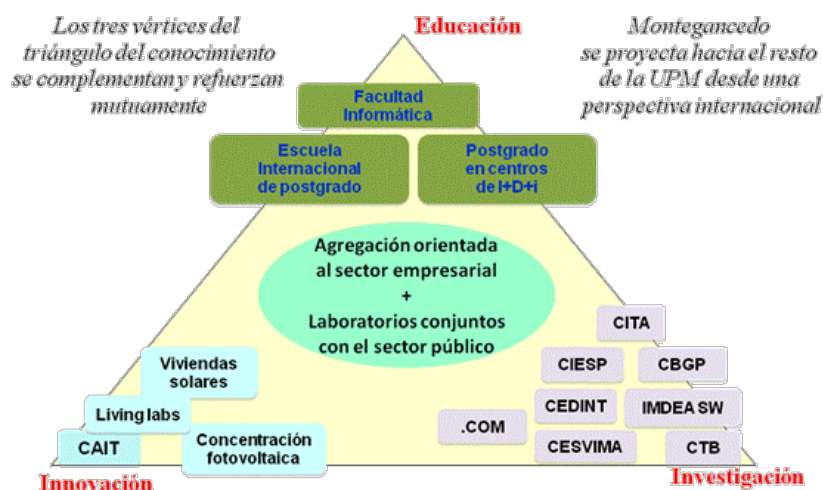 Los tres vértices del
triángulo del conocimiento
se complementan y refuerzan
mutuamente
Educación
Montegancedo
se proyecta hacia el resto
de la UPM desde una
perspectiva internacional
Facultad
Informática
Escuela
Internacional
de postgrado
Postgrado
en centros
de I+D+i
Agregación orientada
al sector empresarial
+
Laboratorios conjuntos
con el sector público
CITA
Viviendas
solares
CIESP
CBGP
Living labs
CEDINT
IMDEA SW
.COM
CAIT
Concentración
fotovoltaica
CESVIMA
CTB
Innovación
Investigación